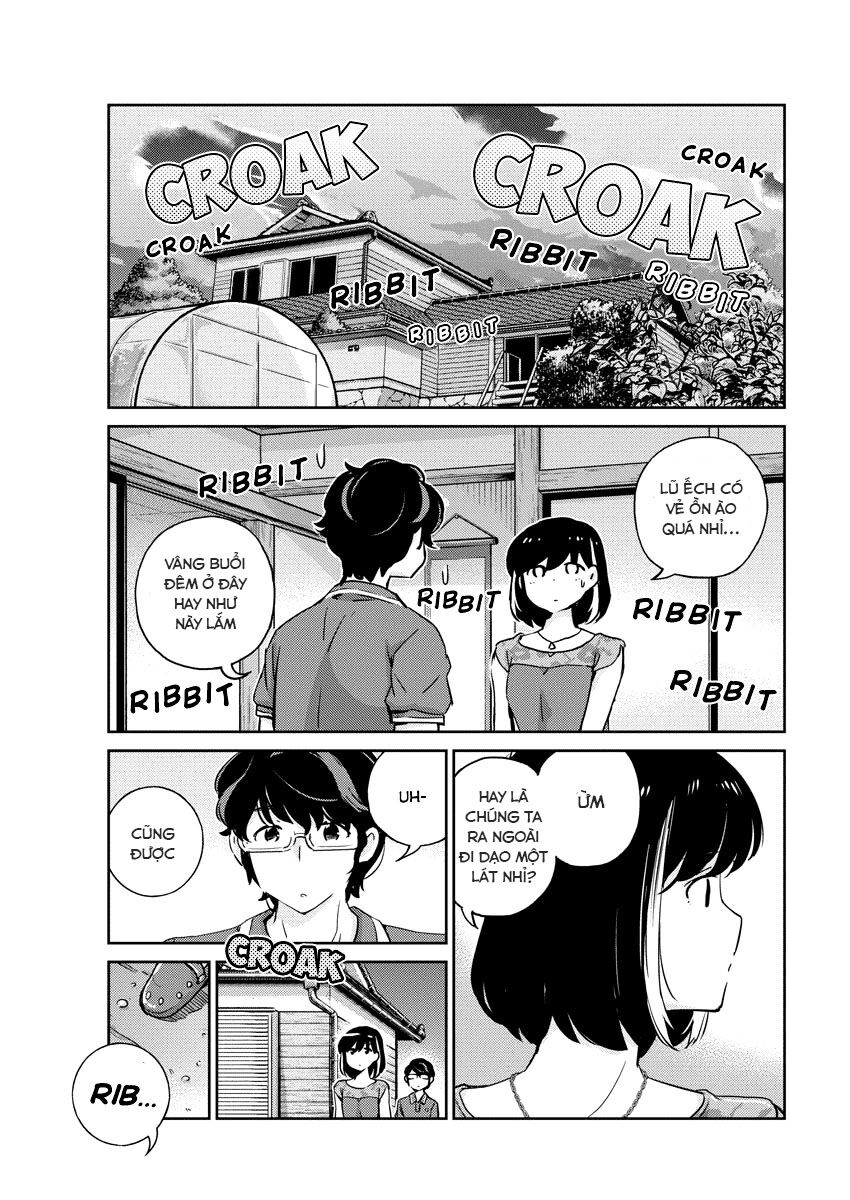 CROAK
CROAK
CROAK
CROAK
RIBBIT
RIBBIT
RIBBIT
RIBBIT
LŨ ẾCH CÓ
VẺ ỒN ÀO
QUÁ NHỈ...
RIBBIT
VÂNG BUỔI
ĐÊM Ở ĐÂY
HAY NHƯ
NÀY LẮM
RIBBIT
RIBBIT
RIBBIT
RIBBIT
ỪM
HAY LÀ
CHÚNG TA
RA NGOÀI
ĐI DẠO MỘT
LÁT NHỈ?
UH-
CŨNG
ĐƯỢC
CROAK
RIB...